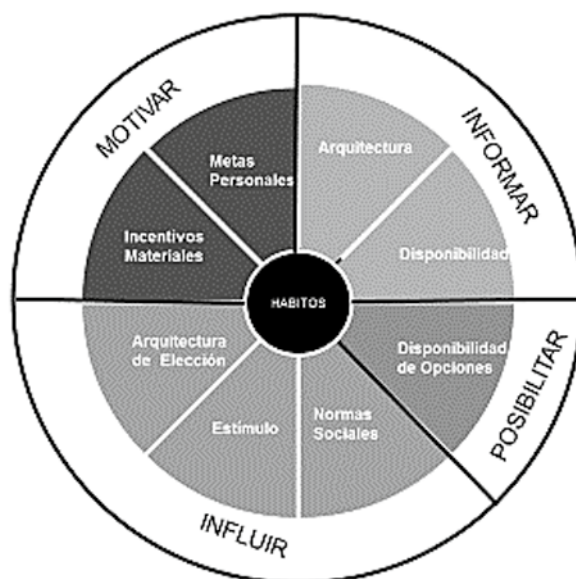 MOTIVAR
INFORMAR
Metas
Personales
Arquitectura
Incentivos
Materiales
Disponibilidad
HABITOS
Arquitectura
de Elección
Disponibilidad
de Opciones
Estímulo
Normas
Sociales
POSIBILITAR
INFLUIR